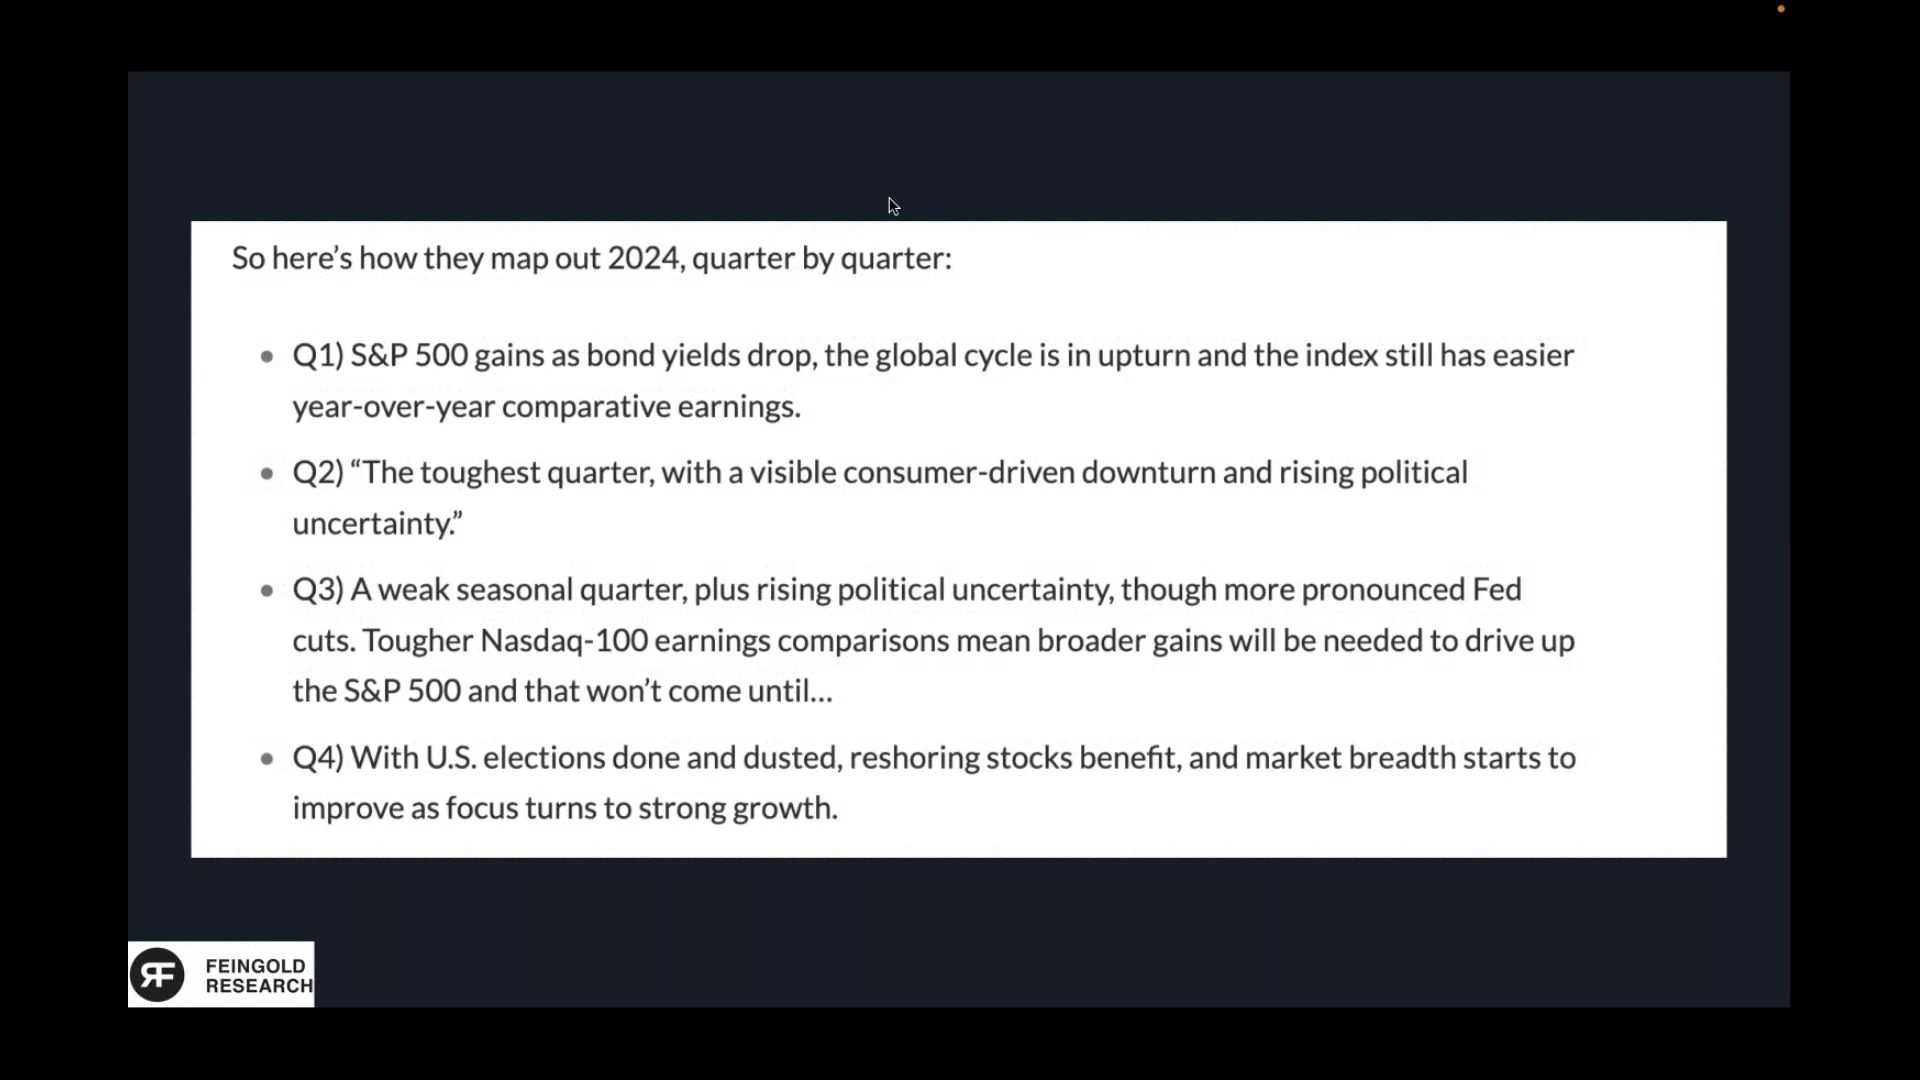 So here’s how they map out 2024, quarter by quarter:
• Q1) S&P 500 gains as bond yields drop, the global cycle is in upturn and the index still has easier
year-over-year comparative earnings.
• Q2) “The toughest quarter, with a visible consumer-driven downturn and rising political
uncertainty.”
• Q3) A weak seasonal quarter, plus rising political uncertainty, though more pronounced Fed
cuts. Tougher Nasdaq-100 earnings comparisons mean broader gains will be needed to drive up
the S&P 500 and that won’t come until…
• Q4) With U.S. elections done and dusted, reshoring stocks benefit, and market breadth starts to
improve as focus turns to strong growth.
RF
FEINGOLD
RESEARCH